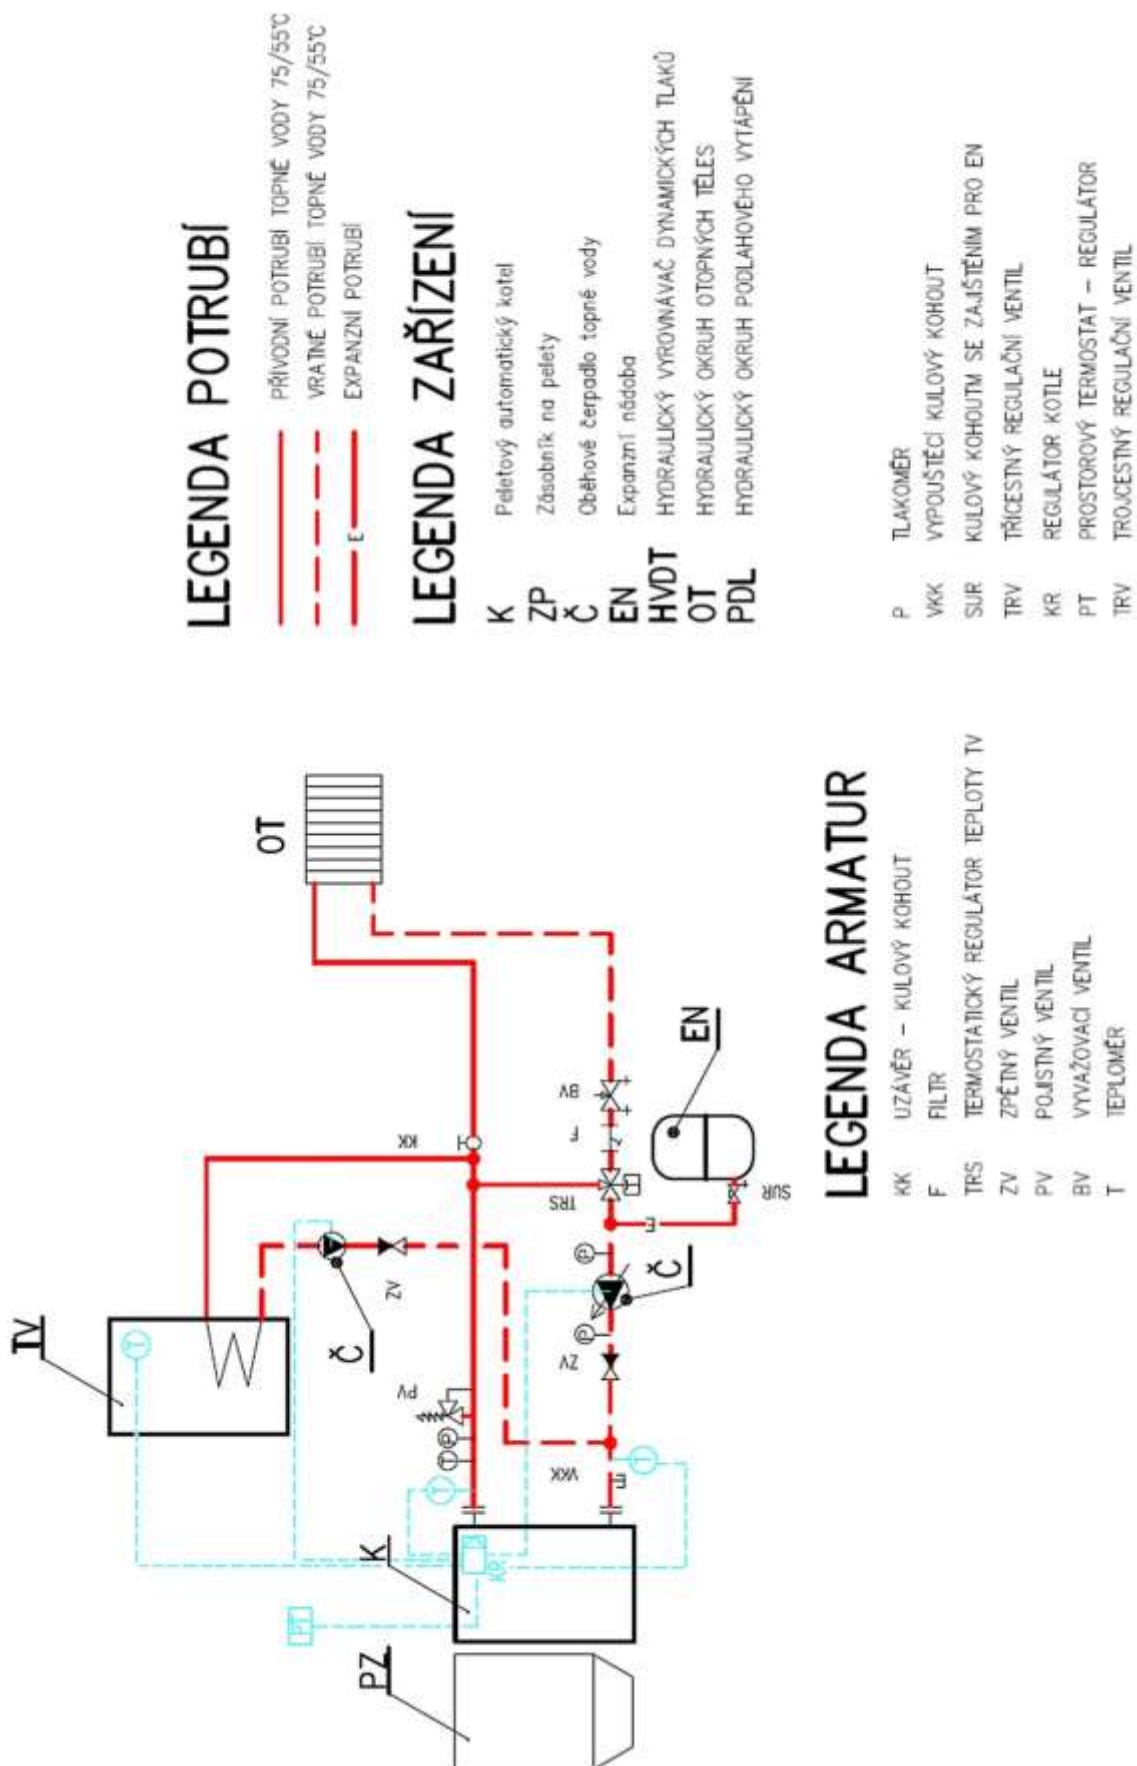 LEGENDA POTRUBÍ
PŘÍVODNÍ POTRUBÍ TOPNÉ VODY 75/55°C
VRATNÉ POTRUBÍ TOPNÉ VODY 75/55°C
E EXPANZNÍ POTRUBÍ
LEGENDA ZAŘÍZENÍ
K Peletový automatický kotel
ZP Zásobník na pelety
Č Oběhové čerpadlo topné vody
EN Expanzní nádoba
HVDT HYDRAULICKÝ VYROVNÁVAČ DYNAMICKÝCH TLAKŮ
OT HYDRAULICKÝ OKRUH OTOPNÝCH TĚLES
PDL HYDRAULICKÝ OKRUH PODLAHOVÉHO VYTÁPĚNÍ
P TLAKOMĚR
VKK VYPOUŠTĚCÍ KULOVÝ KOHOUT
SUR KULOVÝ KOHOUTM SE ZAJIŠTĚNÍM PRO EN
TRV TŘÍCESTNÝ REGULAČNÍ VENTIL
KR REGULÁTOR KOTLE
PT PROSTOROVÝ TERMOSTAT – REGULÁTOR
TRV TROJCESTNÝ REGULAČNÍ VENTIL
LEGENDA ARMATUR
KK UZÁVĚR – KULOVÝ KOHOUT
F FILTR
TRS TERMOSTATICKÝ REGULÁTOR TEPLOTY TV
ZV ZPĚTNÝ VENTIL
PV POJISTNÝ VENTIL
BV VYVAŽOVACÍ VENTIL
T TEPLOMĚR
TV
T
OT
Č
ZV
KK
PV
T P
T
K
KR
PZ
VKK
T
ZV
P
Č
P
TRS
F
BV
E
SUR
EN